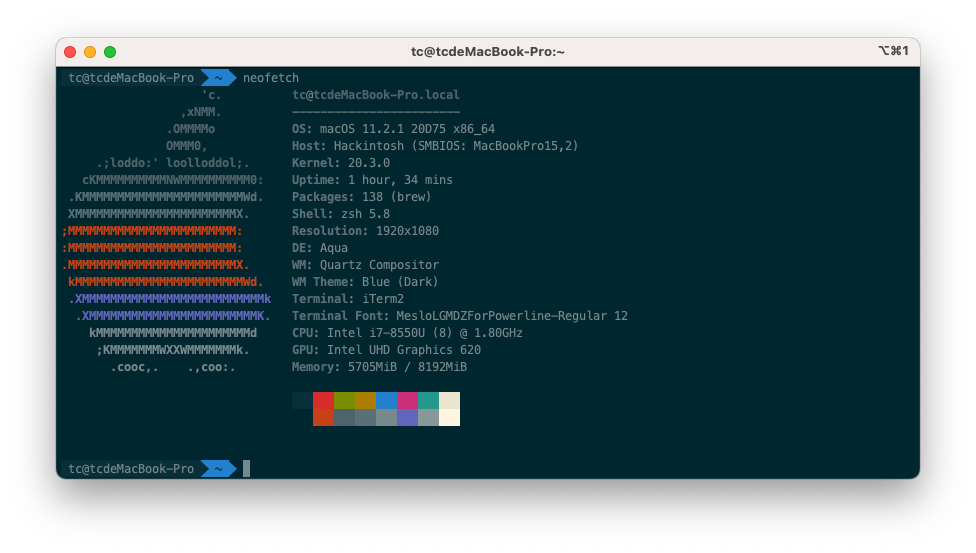 tc@tcdeMacBook-Pro:~
⌥⌘1
tc@tcdeMacBook-Pro ~ neofetch
'c. tc@tcdeMacBook-Pro.local
,xNMM. ------------------------
.OMMMMo OS: macOS 11.2.1 20D75 x86_64
OMMM0, Host: Hackintosh (SMBIOS: MacBookPro15,2)
.;loddo:' loolloddol;. Kernel: 20.3.0
cKMMMMMMMMMMNWMMMMMMMMMM0: Uptime: 1 hour, 34 mins
.KMMMMMMMMMMMMMMMMMMMMMMMWd. Packages: 138 (brew)
XMMMMMMMMMMMMMMMMMMMMMMMX. Shell: zsh 5.8
;MMMMMMMMMMMMMMMMMMMMMMMM: Resolution: 1920x1080
:MMMMMMMMMMMMMMMMMMMMMMMM: DE: Aqua
.MMMMMMMMMMMMMMMMMMMMMMMMX. WM: Quartz Compositor
kMMMMMMMMMMMMMMMMMMMMMMMMWd. WM Theme: Blue (Dark)
.XMMMMMMMMMMMMMMMMMMMMMMMMMMk Terminal: iTerm2
.XMMMMMMMMMMMMMMMMMMMMMMMMK. Terminal Font: MesloLGMDZForPowerline-Regular 12
kMMMMMMMMMMMMMMMMMMMMMMd CPU: Intel i7-8550U (8) @ 1.80GHz
;KMMMMMMMWXXWMMMMMMMk. GPU: Intel UHD Graphics 620
.cooc,. .,coo:. Memory: 5705MiB / 8192MiB
tc@tcdeMacBook-Pro ~